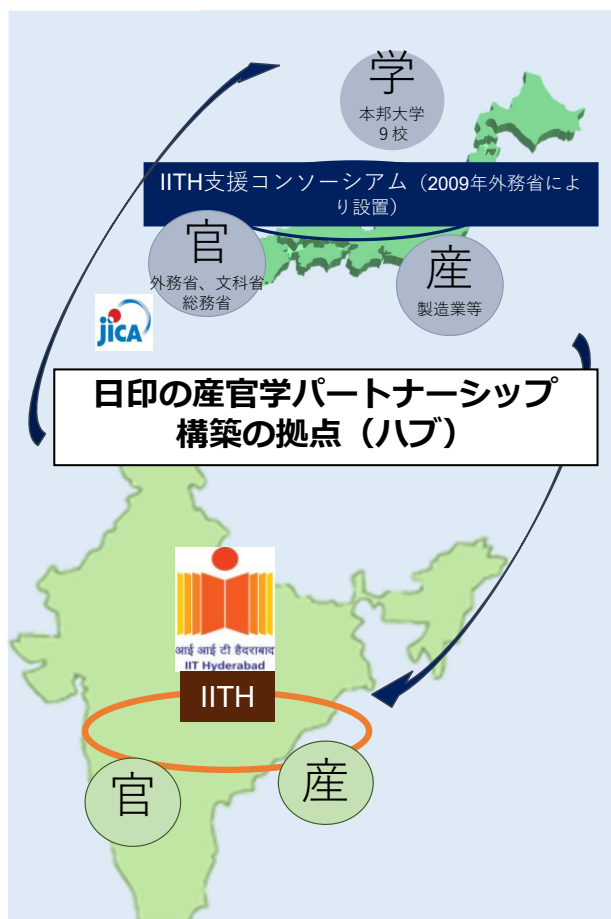 学
本邦大学
９校
IITH支援コンソーシアム（2009年外務省によ
り設置）
官
外務省、文科省
総務省
産
製造業等
jICA
日印の産官学パートナーシップ
構築の拠点（ハブ）
आई आई टी हैदराबाद
IIT Hyderabad
IITH
官
産